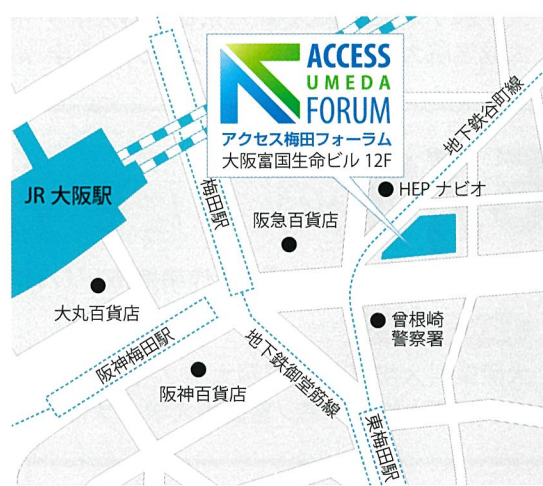 ACCESS
UMEDA
FORUM
アクセス梅田フォーラム
大阪富国生命ビル 12F
地下鉄谷町線
HEP ナビオ
JR 大阪駅
梅田駅
阪急百貨店
大丸百貨店
曾根崎
警察署
阪神梅田駅
地下鉄御堂筋線
阪神百貨店
東梅田駅